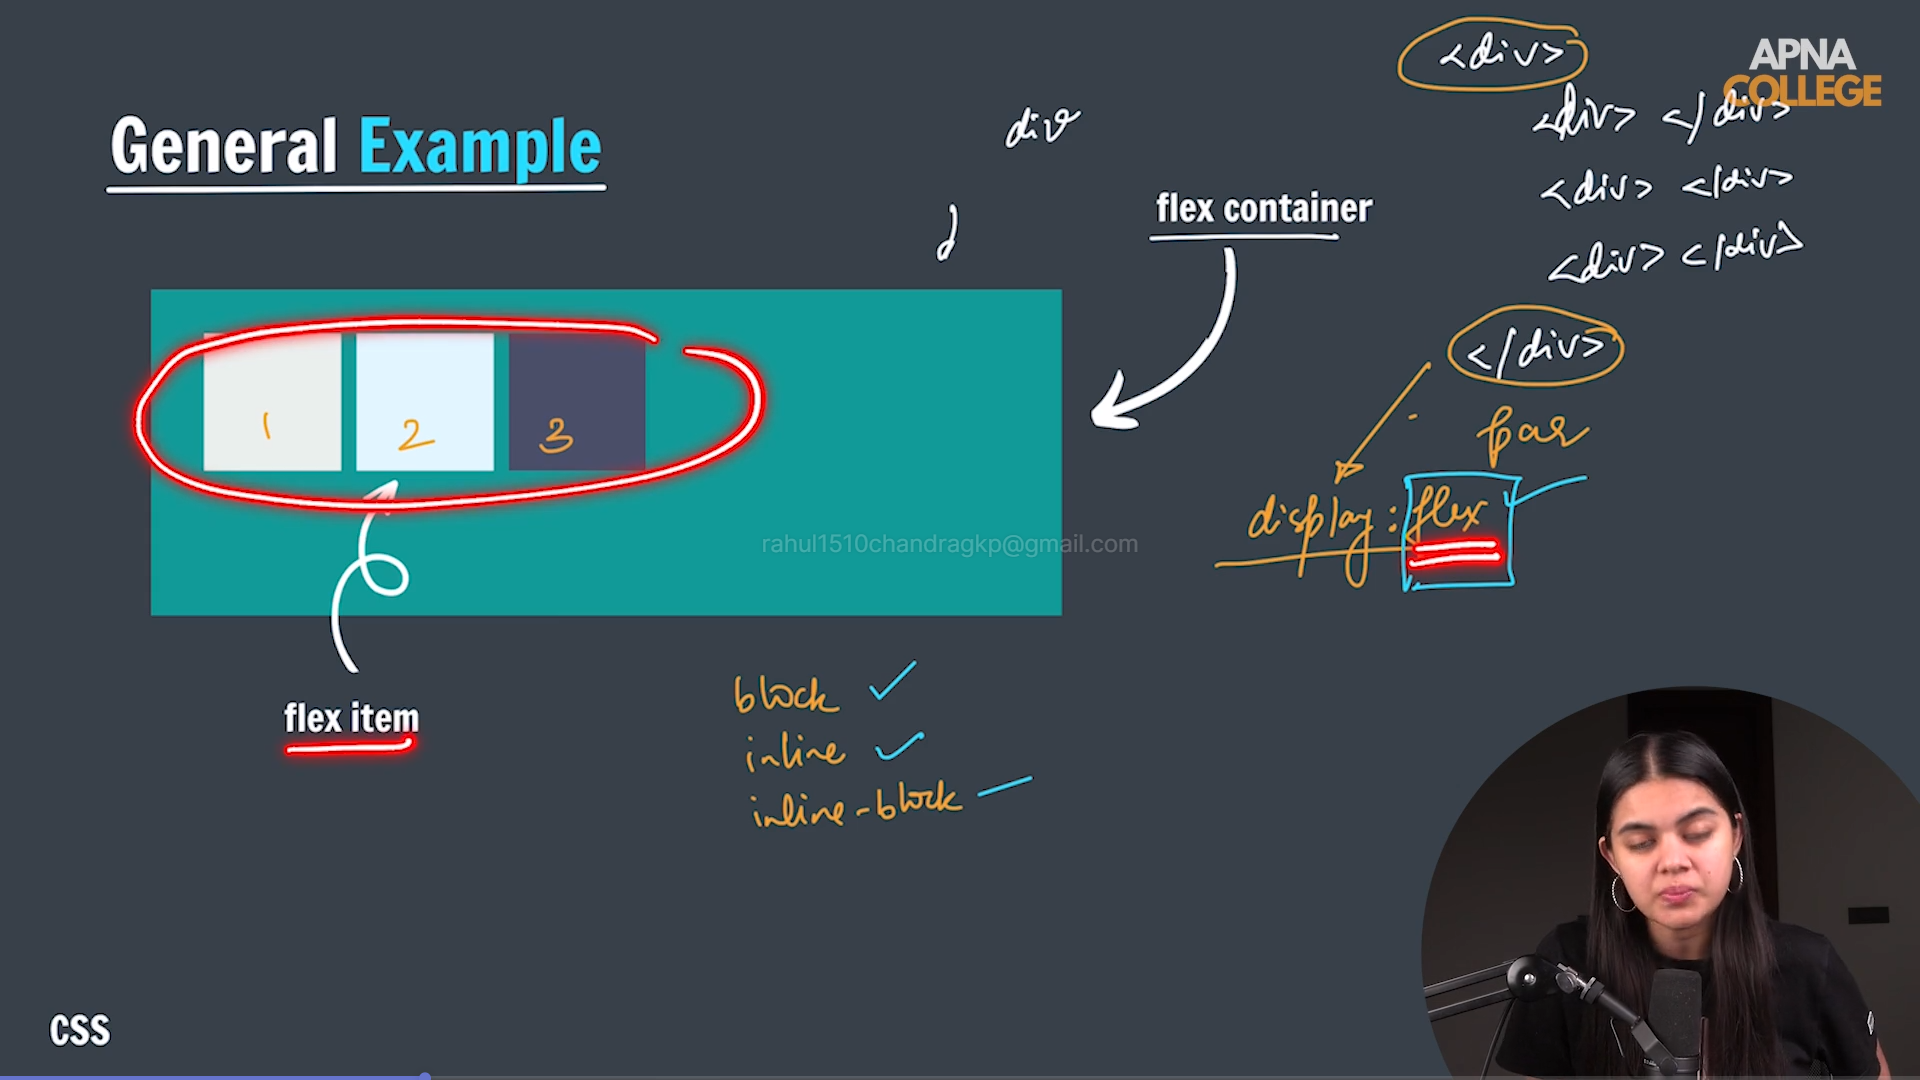 <div>
APNA
COLLEGE
<div> </div>
General Example
div
<div> </div>
flex container
<div> </div>
</div>
1 2 3
par
display: flex
rahul1510chandragkp@gmail.com
block
flex item
inline
inline-block
CSS